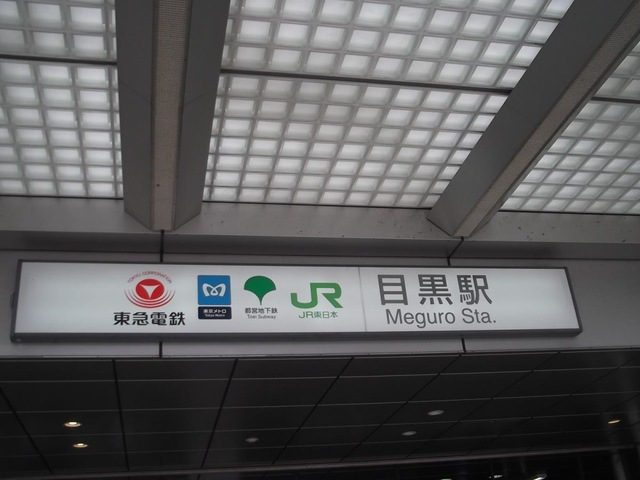 TOKYU CORPORATION
東急電鉄
東京メトロ
Tokyo Metro
都営地下鉄
Toei Subway
JR
JR東日本
目黒駅
Meguro Sta.